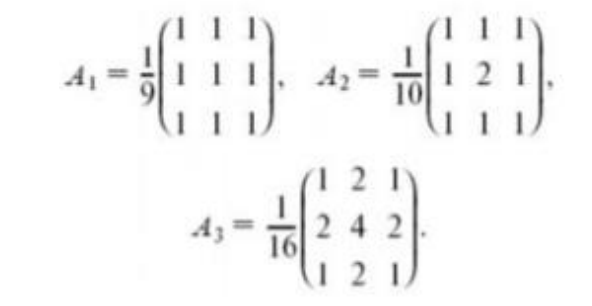 A₁ = 1/9 (1 1 1; 1 1 1; 1 1 1), A₂ = 1/10 (1 1 1; 1 2 1; 1 1 1),
A₃ = 1/16 (1 2 1; 2 4 2; 1 2 1).